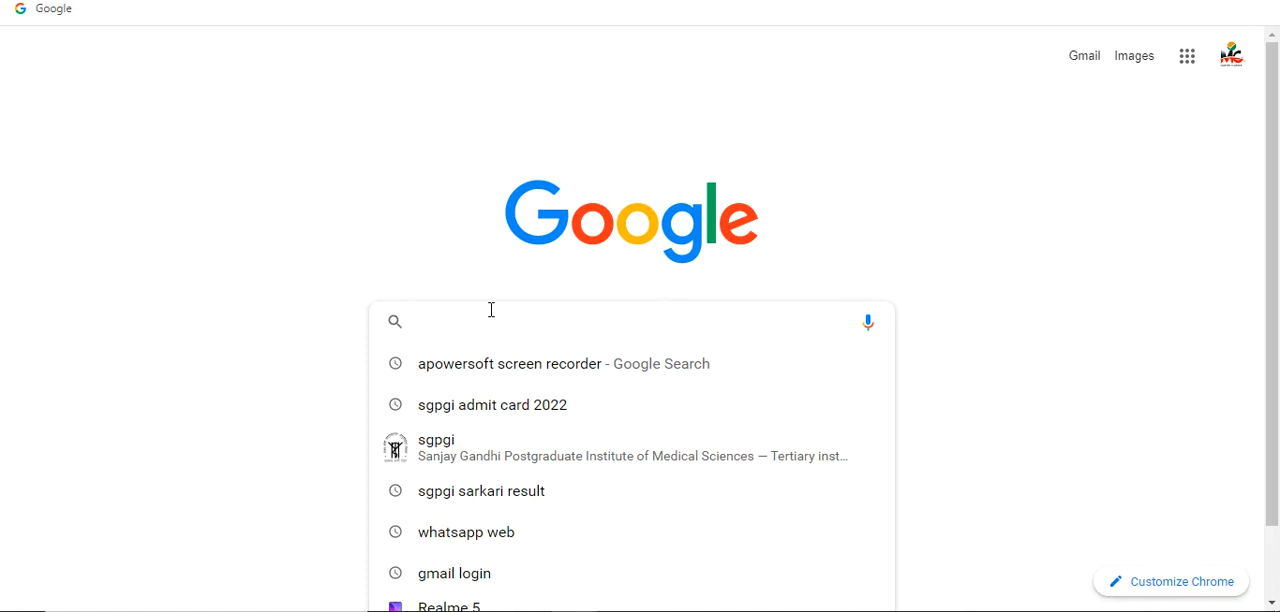 Google
Gmail Images
Google
apowersoft screen recorder - Google Search
sgpgi admit card 2022
sgpgi
Sanjay Gandhi Postgraduate Institute of Medical Sciences — Tertiary inst...
sgpgi sarkari result
whatsapp web
gmail login
Customize Chrome
Realme 5